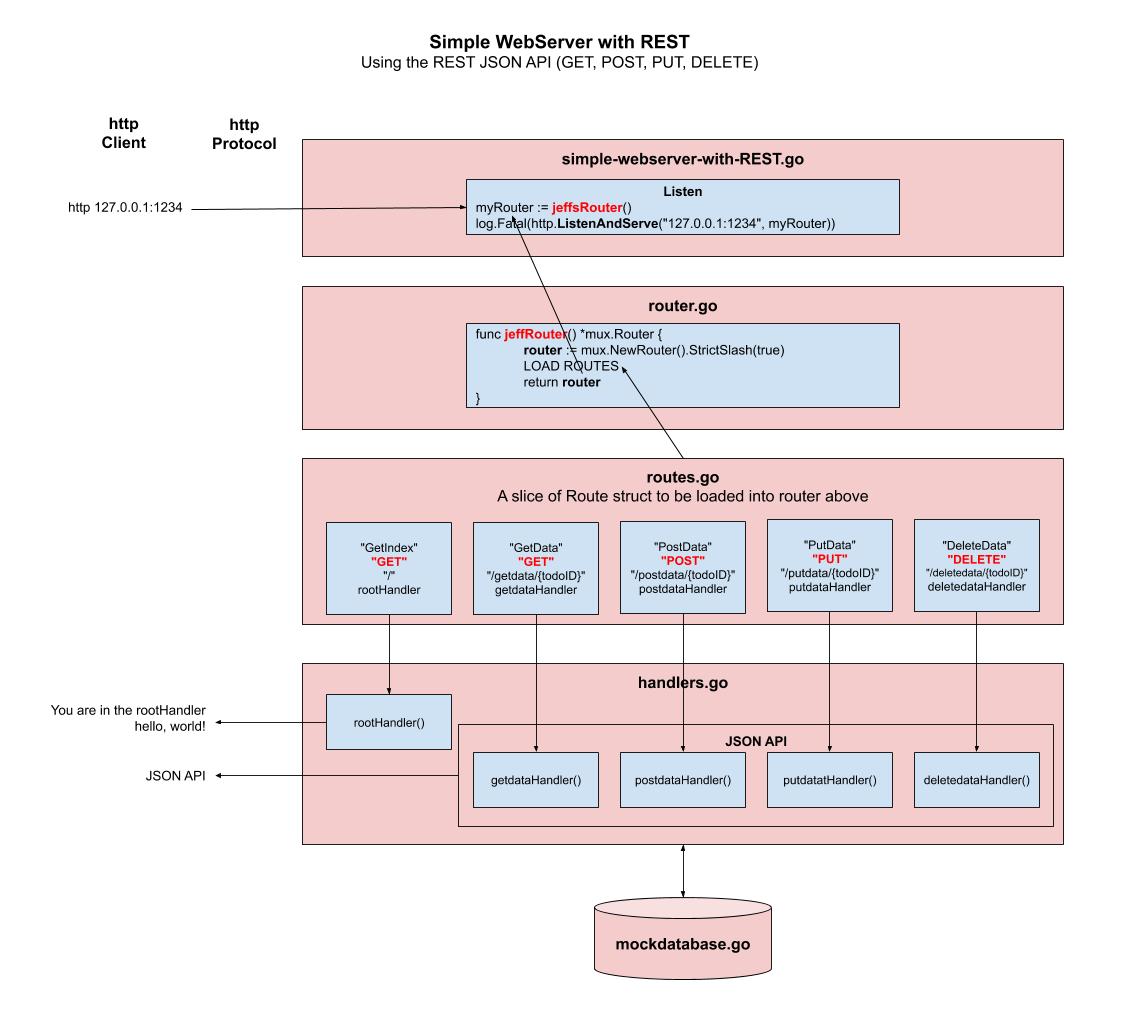 Simple WebServer with REST
Using the REST JSON API (GET, POST, PUT, DELETE)
http
Client
http
Protocol
simple-webserver-with-REST.go
Listen
http 127.0.0.1:1234
myRouter := jeffsRouter()
log.Fatal(http.ListenAndServe("127.0.0.1:1234", myRouter))
router.go
func jeffRouter() *mux.Router {
router := mux.NewRouter().StrictSlash(true)
LOAD ROUTES
return router
}
routes.go
A slice of Route struct to be loaded into router above
"GetIndex"
"GET"
"/"
rootHandler
"GetData"
"GET"
"/getdata/{todoID}"
getdataHandler
"PostData"
"POST"
"/postdata/{todoID}"
postdataHandler
"PutData"
"PUT"
"/putdata/{todoID}"
putdataHandler
"DeleteData"
"DELETE"
"/deletedata/{todoID}"
deletedataHandler
handlers.go
You are in the rootHandler
hello, world!
rootHandler()
JSON API
JSON API
getdataHandler()
postdataHandler()
putdatatHandler()
deletedataHandler()
mockdatabase.go